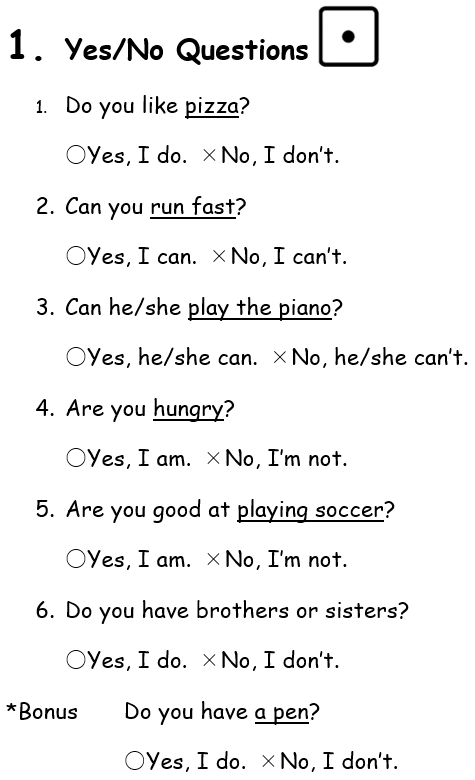 1. Yes/No Questions
1. Do you like pizza?
○Yes, I do. ×No, I don't.
2. Can you run fast?
○Yes, I can. ×No, I can't.
3. Can he/she play the piano?
○Yes, he/she can. ×No, he/she can't.
4. Are you hungry?
○Yes, I am. ×No, I'm not.
5. Are you good at playing soccer?
○Yes, I am. ×No, I'm not.
6. Do you have brothers or sisters?
○Yes, I do. ×No, I don't.
*Bonus Do you have a pen?
○Yes, I do. ×No, I don't.